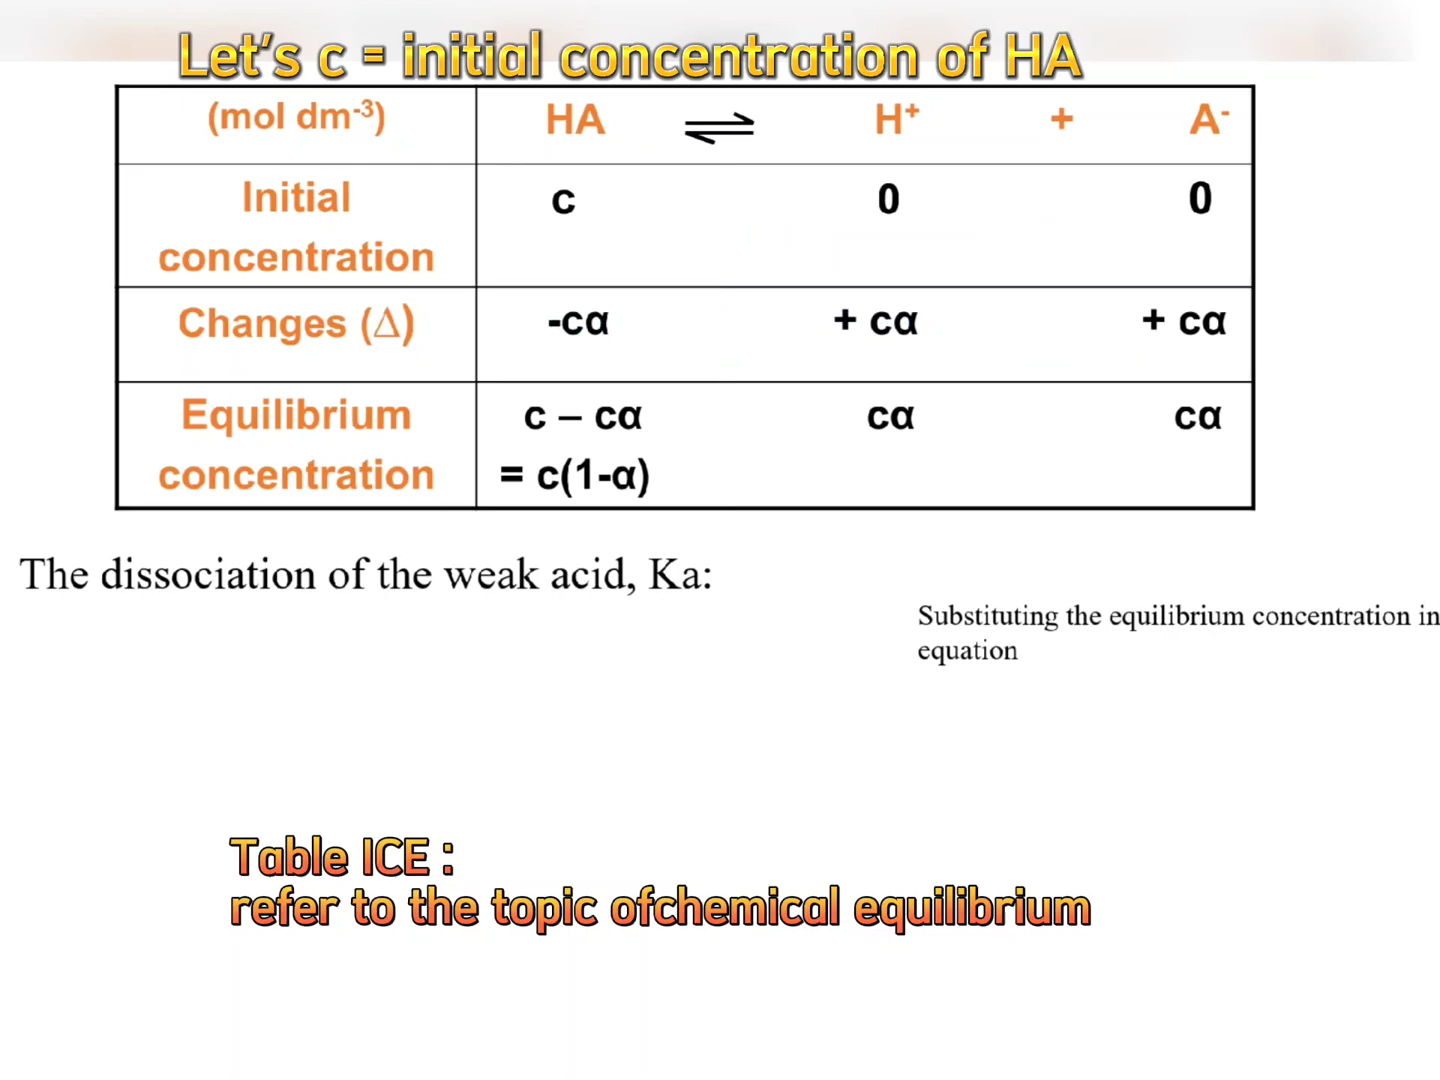 Let's c = initial concentration of HA
(mol dm-3) HA ⇌ H+ + A-
Initial concentration c 0 0
Changes (Δ) -cα + cα + cα
Equilibrium concentration c – cα = c(1-α) cα cα
The dissociation of the weak acid, Ka:
Substituting the equilibrium concentration in
equation
Table ICE :
refer to the topic ofchemical equilibrium